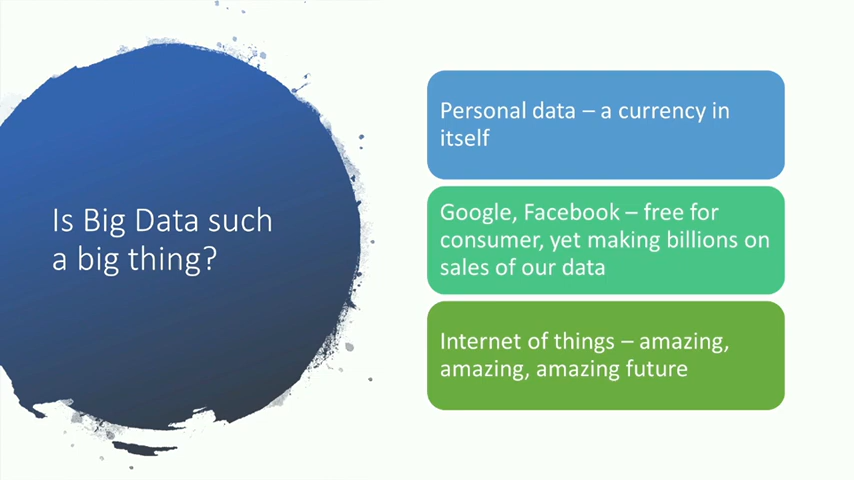 Is Big Data such
a big thing?
Personal data – a currency in
itself
Google, Facebook – free for
consumer, yet making billions on
sales of our data
Internet of things – amazing,
amazing, amazing future